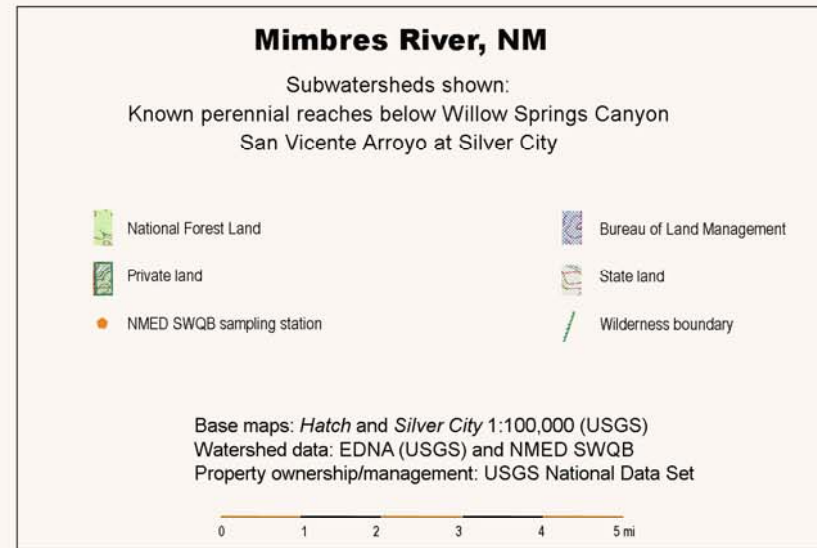 Mimbres River, NM
Subwatersheds shown:
Known perennial reaches below Willow Springs Canyon
San Vicente Arroyo at Silver City
National Forest Land
Bureau of Land Management
Private land
State land
NMED SWQB sampling station
Wilderness boundary
Base maps: Hatch and Silver City 1:100,000 (USGS)
Watershed data: EDNA (USGS) and NMED SWQB
Property ownership/management: USGS National Data Set
0 1 2 3 4 5 mi